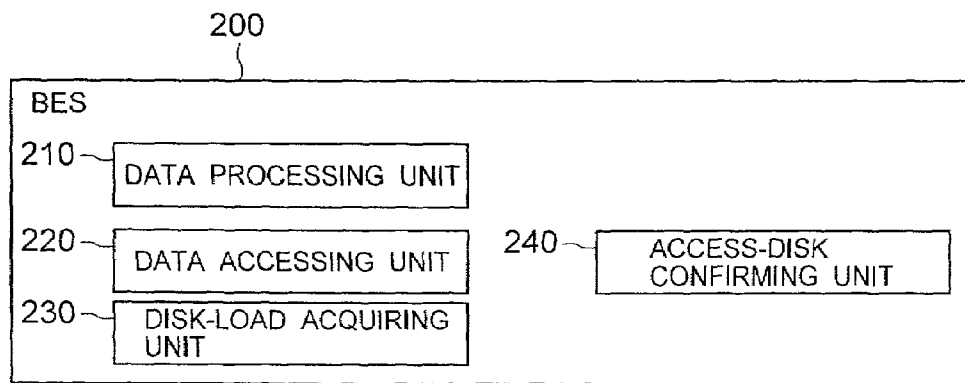 200
BES
210
DATA PROCESSING UNIT
220
DATA ACCESSING UNIT
240
ACCESS-DISK
CONFIRMING UNIT
230
DISK-LOAD ACQUIRING
UNIT